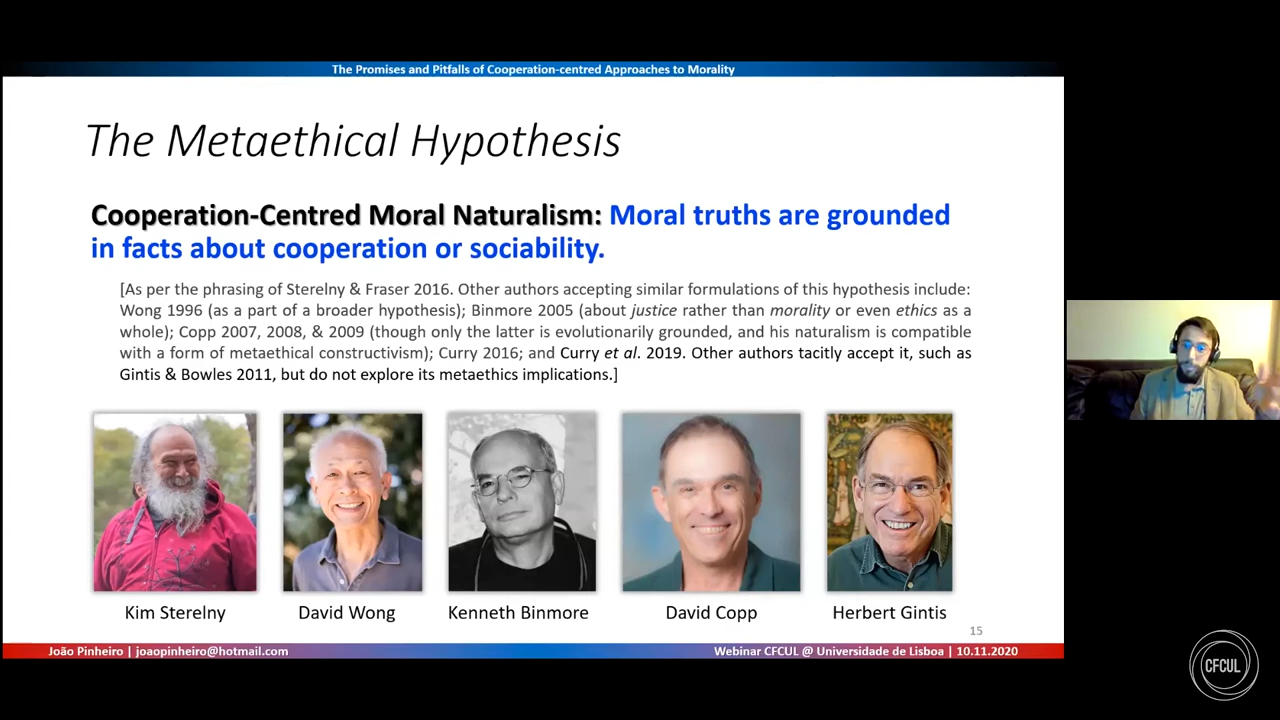 The Promises and Pitfalls of Cooperation-centred Approaches to Morality
The Metaethical Hypothesis
Cooperation-Centred Moral Naturalism: Moral truths are grounded
in facts about cooperation or sociability.
[As per the phrasing of Sterelny & Fraser 2016. Other authors accepting similar formulations of this hypothesis include:
Wong 1996 (as a part of a broader hypothesis); Binmore 2005 (about justice rather than morality or even ethics as a
whole); Copp 2007, 2008, & 2009 (though only the latter is evolutionarily grounded, and his naturalism is compatible
with a form of metaethical constructivism); Curry 2016; and Curry et al. 2019. Other authors tacitly accept it, such as
Gintis & Bowles 2011, but do not explore its metaethics implications.]
Kim Sterelny
David Wong
Kenneth Binmore
David Copp
Herbert Gintis
15
João Pinheiro | joaopinheiro@hotmail.com
Webinar CFCUL @ Universidade de Lisboa | 10.11.2020
CFCUL